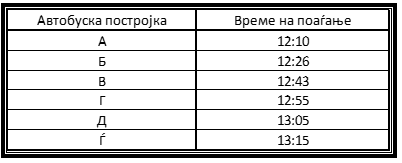 Автобуска постројка Време на поаѓање
А 12:10
Б 12:26
В 12:43
Г 12:55
Д 13:05
Ѓ 13:15